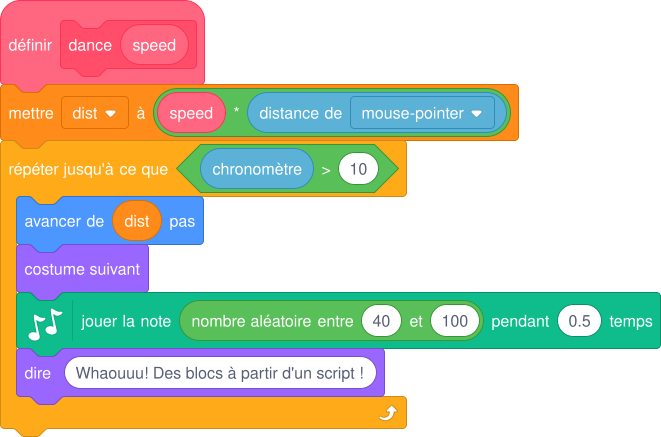 définir dance speed
mettre dist à speed * distance de mouse-pointer
répéter jusqu'à ce que chronomètre > 10
avancer de dist pas
costume suivant
jouer la note nombre aléatoire entre 40 et 100 pendant 0.5 temps
dire Whaouuu! Des blocs à partir d'un script !